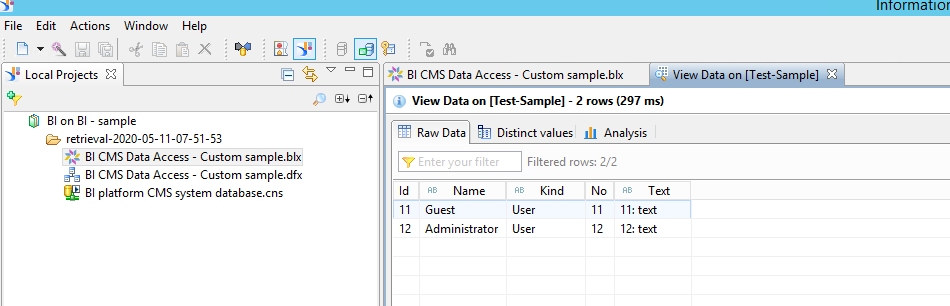 Information
File Edit Actions Window
Local Projects
BI on BI - sample
retrieval-2020-05-11-07-51-53
BI CMS Data Access - Custom sample.blx
BI CMS Data Access - Custom sample.dfx
BI platform CMS system database.cns
BI CMS Data Access - Custom sample.blx View Data on [Test-Sample]
View Data on [Test-Sample] - 2 rows (297 ms)
Raw Data Distinct values Analysis
Enter your filter Filtered rows: 2/2
Id AB Name AB Kind No AB Text
11 Guest User 11 11: text
12 Administrator User 12 12: text